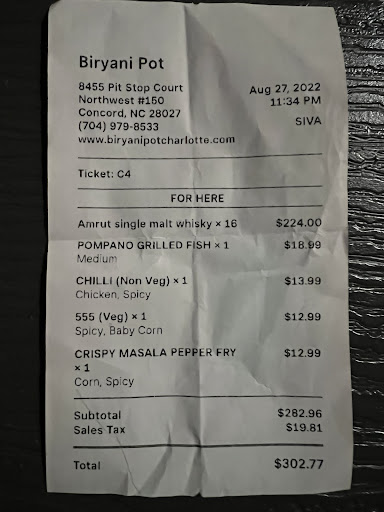 Biryani Pot
8455 Pit Stop Court
Northwest #150
Concord, NC 28027
(704) 979-8533
www.biryanipotcharlotte.com
Aug 27, 2022
11:34 PM
SIVA
Ticket: C4
FOR HERE
Amrut single malt whisky × 16 $224.00
POMPANO GRILLED FISH × 1 $18.99
Medium
CHILLI (Non Veg) × 1 $13.99
Chicken, Spicy
555 (Veg) × 1 $12.99
Spicy, Baby Corn
CRISPY MASALA PEPPER FRY $12.99
× 1
Corn, Spicy
Subtotal $282.96
Sales Tax $19.81
Total $302.77